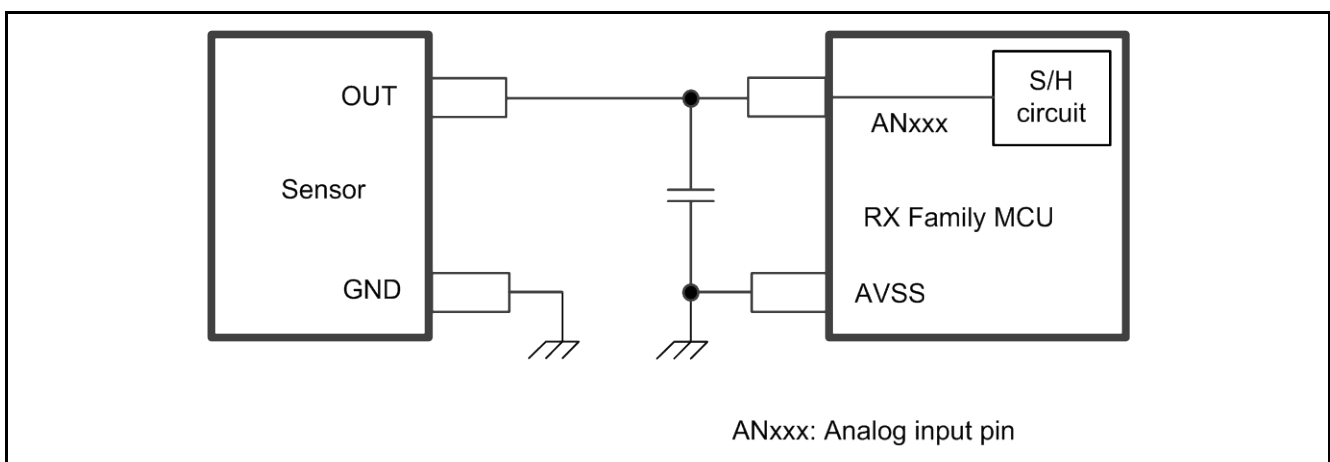 OUT
Sensor
GND
S/H
circuit
ANxxx
RX Family MCU
AVSS
ANxxx: Analog input pin